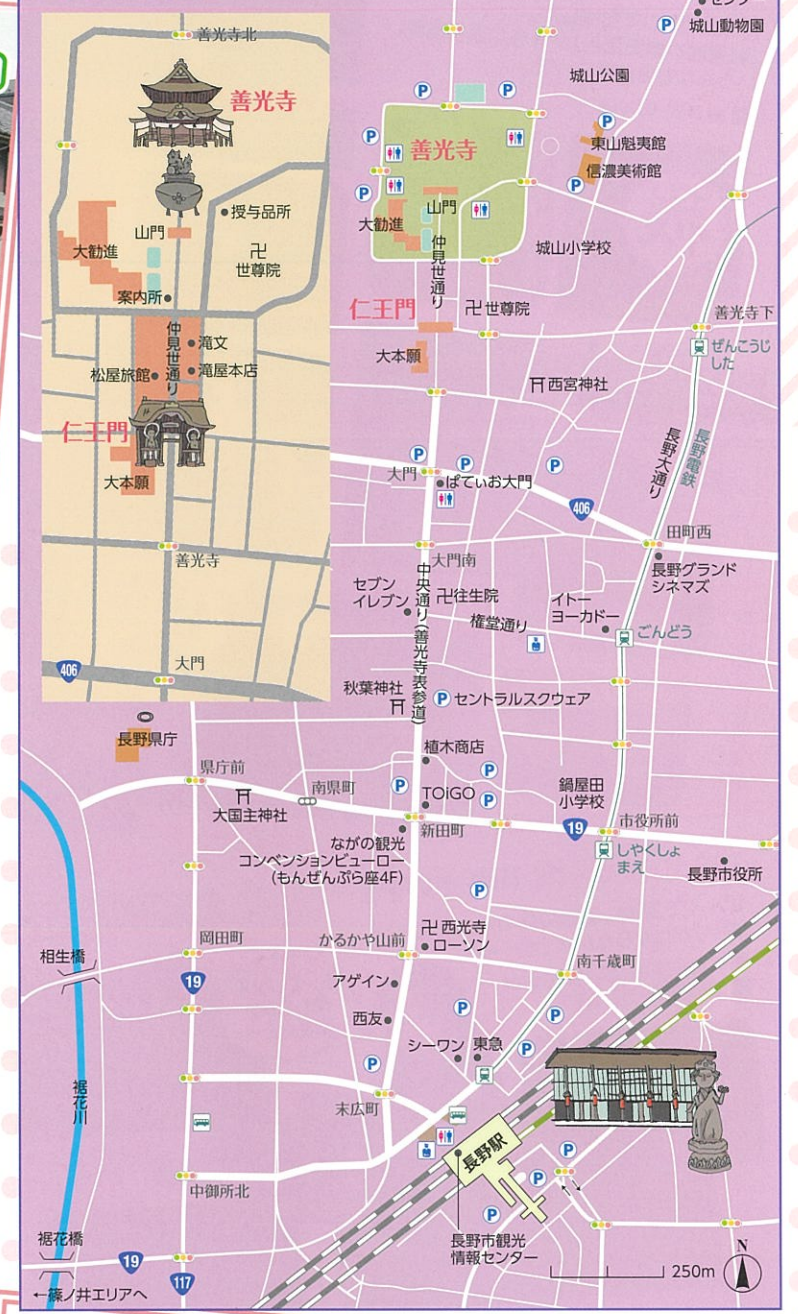 善光寺北
善光寺
授与品所
山門
大勧進
卍
世尊院
案内所
仲見世通り
滝文
松屋旅館
滝屋本店
仁王門
大本願
善光寺
大門
406
城山動物園
P
城山公園
P
P
P
P
東山魁夷館
信濃美術館
P
善光寺
P
山門
大勧進
仲見世通り
城山小学校
仁王門
卍世尊院
善光寺下
ぜんこうじ
した
大本願
西宮神社
長野電鉄
長野大通り
P
P
P
大門
ぱてぃお大門
406
田町西
大門南
長野グランド
シネマズ
中央通り(善光寺表参道)
セブン
イレブン
卍往生院
イトー
ヨーカドー
権堂通り
ごんどう
秋葉神社
P
セントラルスクウェア
長野県庁
植木商店
県庁前
南県町
P
P
P
TOiGO
鍋屋田
小学校
大国主神社
新田町
19
市役所前
ながの観光
コンベンションビューロー
(もんぜんぷら座4F)
しやくしょ
まえ
長野市役所
P
岡田町
かるかや山前
卍西光寺
ローソン
相生橋
南千歳町
19
アゲイン
西友
P
P
シーワン
東急
P
P
裾花川
末広町
長野駅
中御所北
P
P
P
長野市観光
情報センター
裾花橋
19
117
←篠ノ井エリアへ
250m
N